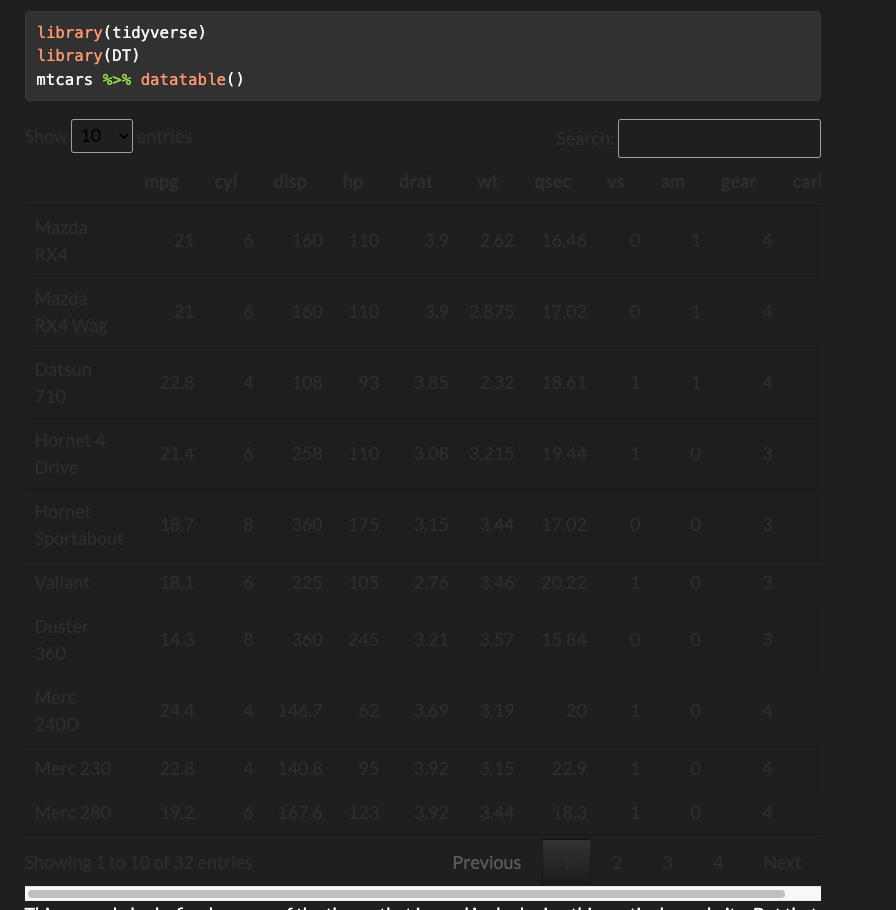 library(tidyverse)
library(DT)
mtcars %>% datatable()
Show 10 entries Search:
mpg cyl disp hp drat wt qsec vs am gear carl
Mazda RX4 21 6 160 110 3.9 2.62 16.46 0 1 4
Mazda RX4 Wag 21 6 160 110 3.9 2.875 17.02 0 1 4
Datsun 710 22.8 4 108 93 3.85 2.32 18.61 1 1 4
Hornet 4 Drive 21.4 6 258 110 3.08 3.215 19.44 1 0 3
Hornet Sportabout 18.7 8 360 175 3.15 3.44 17.02 0 0 3
Valiant 18.1 6 225 105 2.76 3.46 20.22 1 0 3
Duster 360 14.3 8 360 245 3.21 3.57 15.84 0 0 3
Merc 240D 24.4 4 146.7 62 3.69 3.19 20 1 0 4
Merc 230 22.8 4 140.8 95 3.92 3.15 22.9 1 0 4
Merc 280 19.2 6 167.6 123 3.92 3.44 18.3 1 0 4
Showing 1 to 10 of 32 entries Previous 1 2 3 4 Next